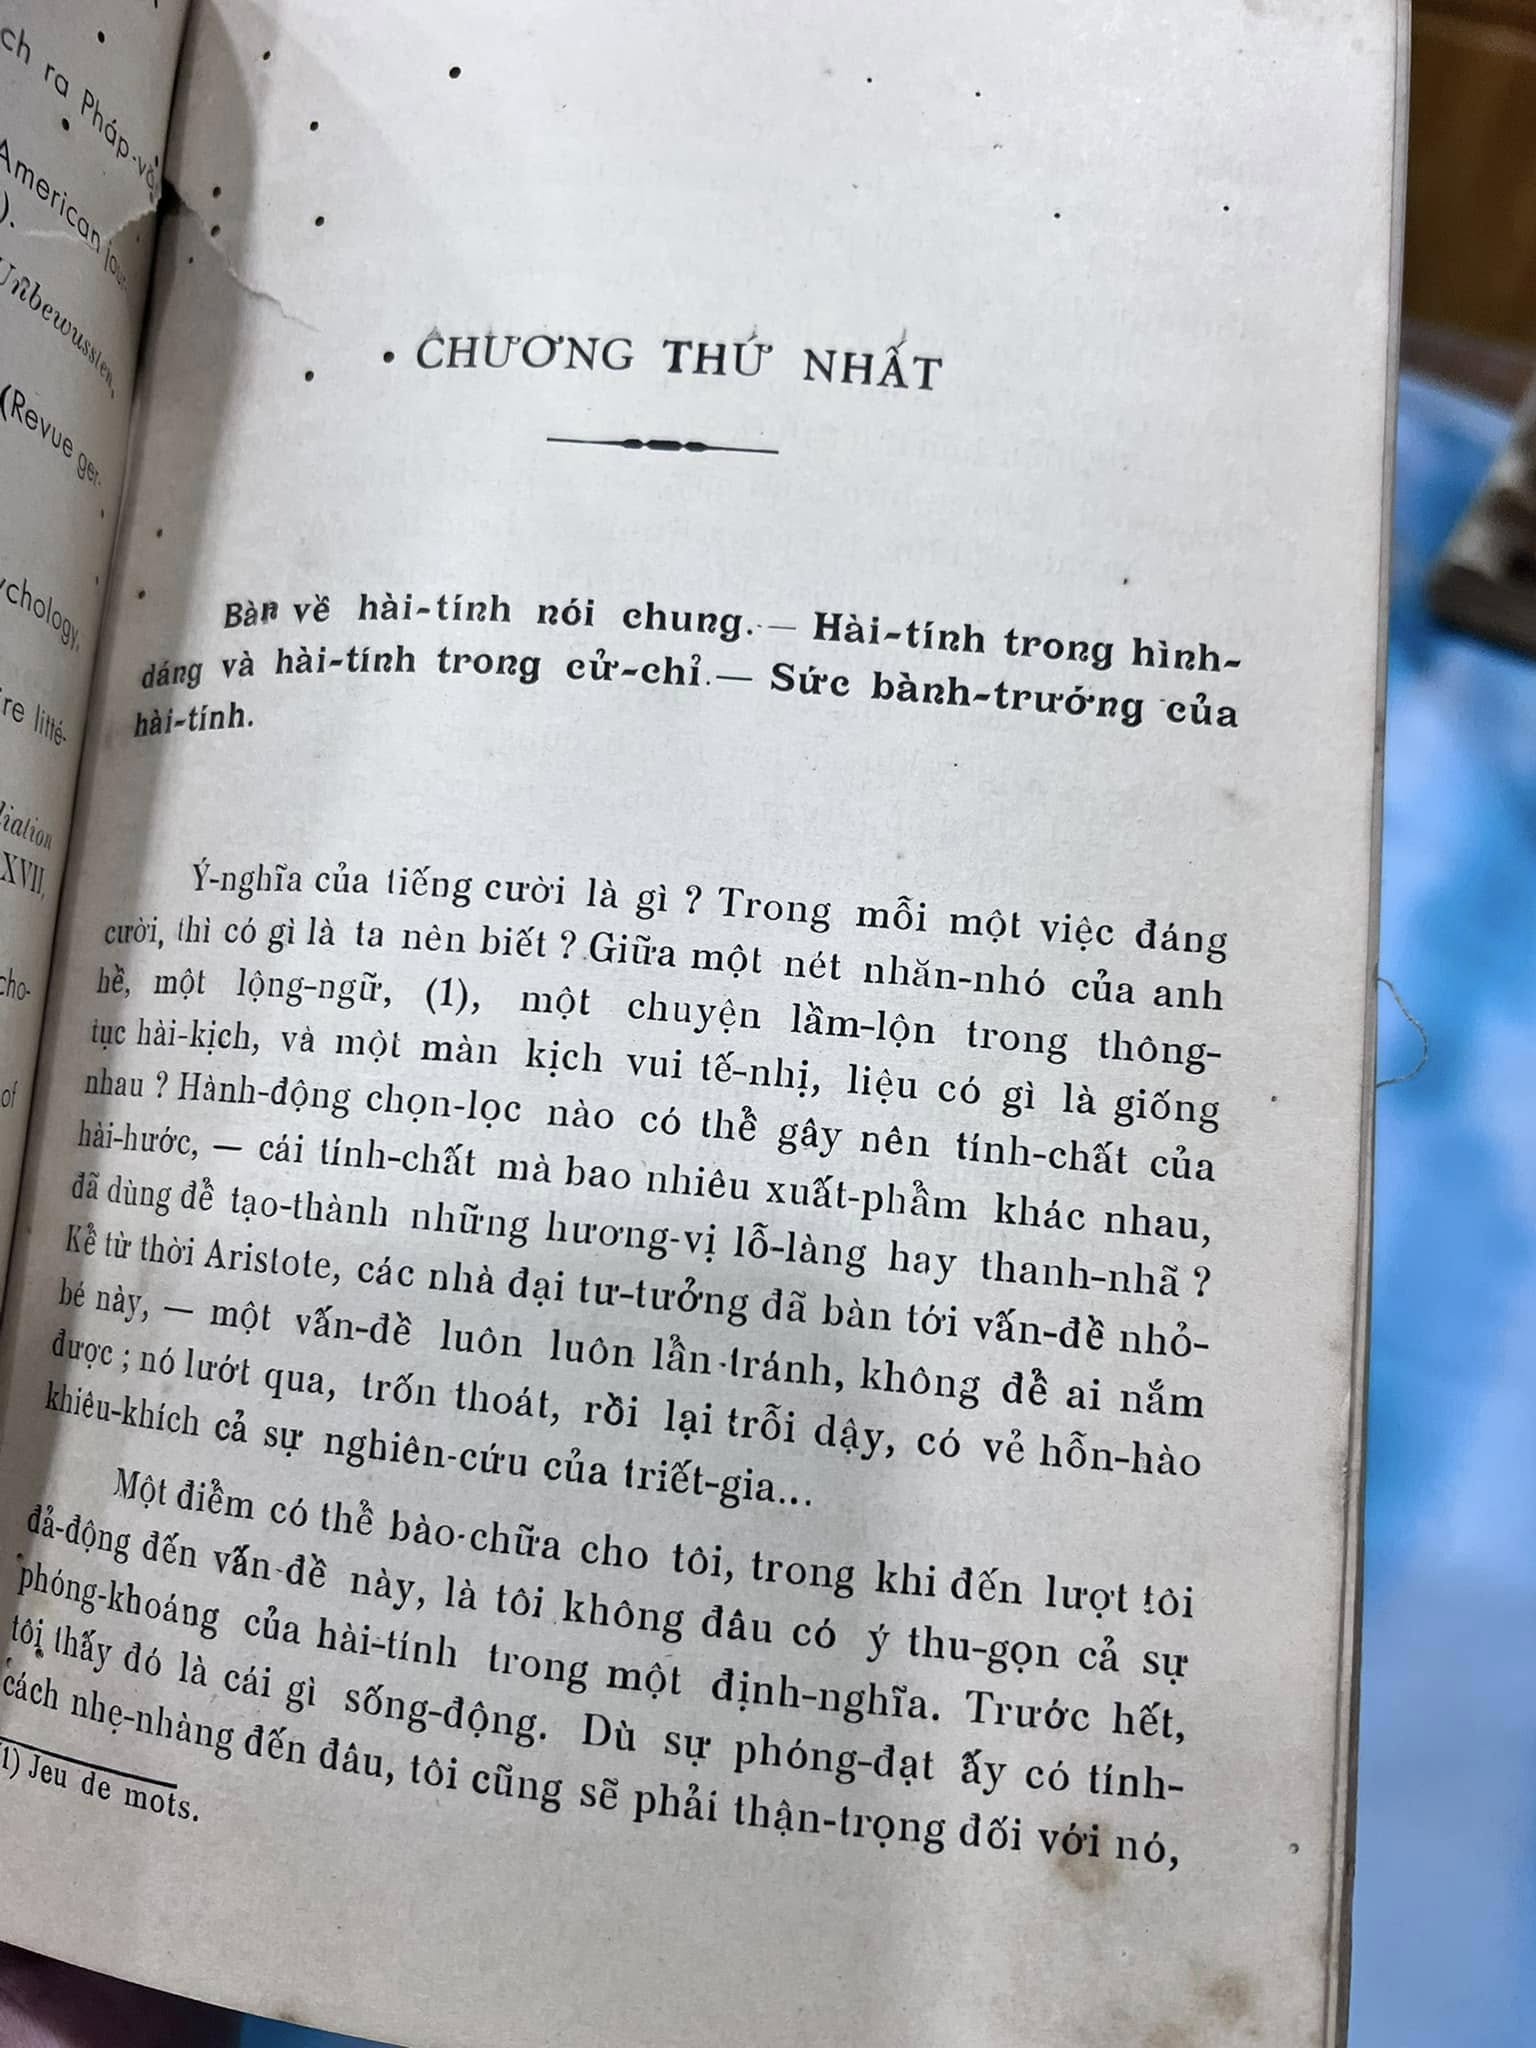 ch ra Pháp-vă
American jour-
).
Unbewussten,
(Revue ger-
ychology,
ire litté-
diation
XVII,
cho-
of
CHƯƠNG THỨ NHẤT
Bàn về hài-tính nói chung. — Hài-tính trong hình-
dáng và hài-tính trong cử-chỉ. — Sức bành-trướng của
hài-tính.
Ý-nghĩa của tiếng cười là gì ? Trong mỗi một việc đáng
cười, thì có gì là ta nên biết ? Giữa một nét nhăn-nhó của anh
hề, một lộng-ngữ, (1), một chuyện lầm-lộn trong thông-
tục hài-kịch, và một màn kịch vui tế-nhị, liệu có gì là giống
nhau ? Hành-động chọn-lọc nào có thể gây nên tính-chất của
hài-hước, — cái tính-chất mà bao nhiêu xuất-phẩm khác nhau,
đã dùng để tạo-thành những hương-vị lỗ-làng hay thanh-nhã ?
Kể từ thời Aristote, các nhà đại tư-tưởng đã bàn tới vấn-đề nhỏ-
bé này, — một vấn-đề luôn luôn lẩn-tránh, không để ai nắm
được ; nó lướt qua, trốn thoát, rồi lại trỗi dậy, có vẻ hỗn-hào
khiêu-khích cả sự nghiên-cứu của triết-gia...
Một điểm có thể bào-chữa cho tôi, trong khi đến lượt tôi
đả-động đến vấn-đề này, là tôi không đâu có ý thu-gọn cả sự
phóng-khoáng của hài-tính trong một định-nghĩa. Trước hết,
tôi thấy đó là cái gì sống-động. Dù sự phóng-đạt ấy có tính-
cách nhẹ-nhàng đến đâu, tôi cũng sẽ phải thận-trọng đối với nó,
(1) Jeu de mots.